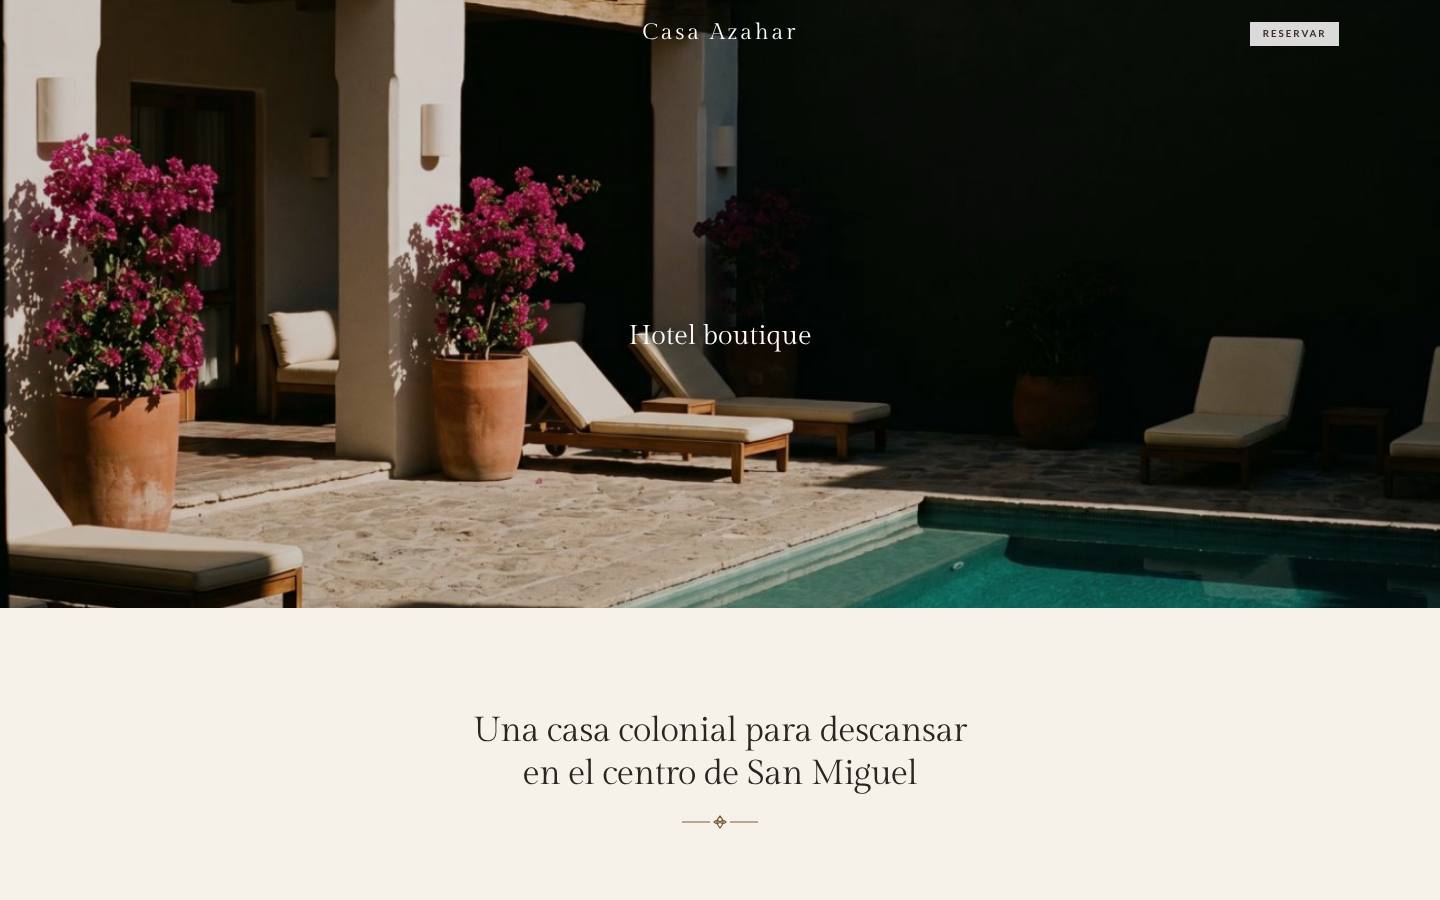 Casa Azahar
RESERVAR
Hotel boutique
Una casa colonial para descansar
en el centro de San Miguel